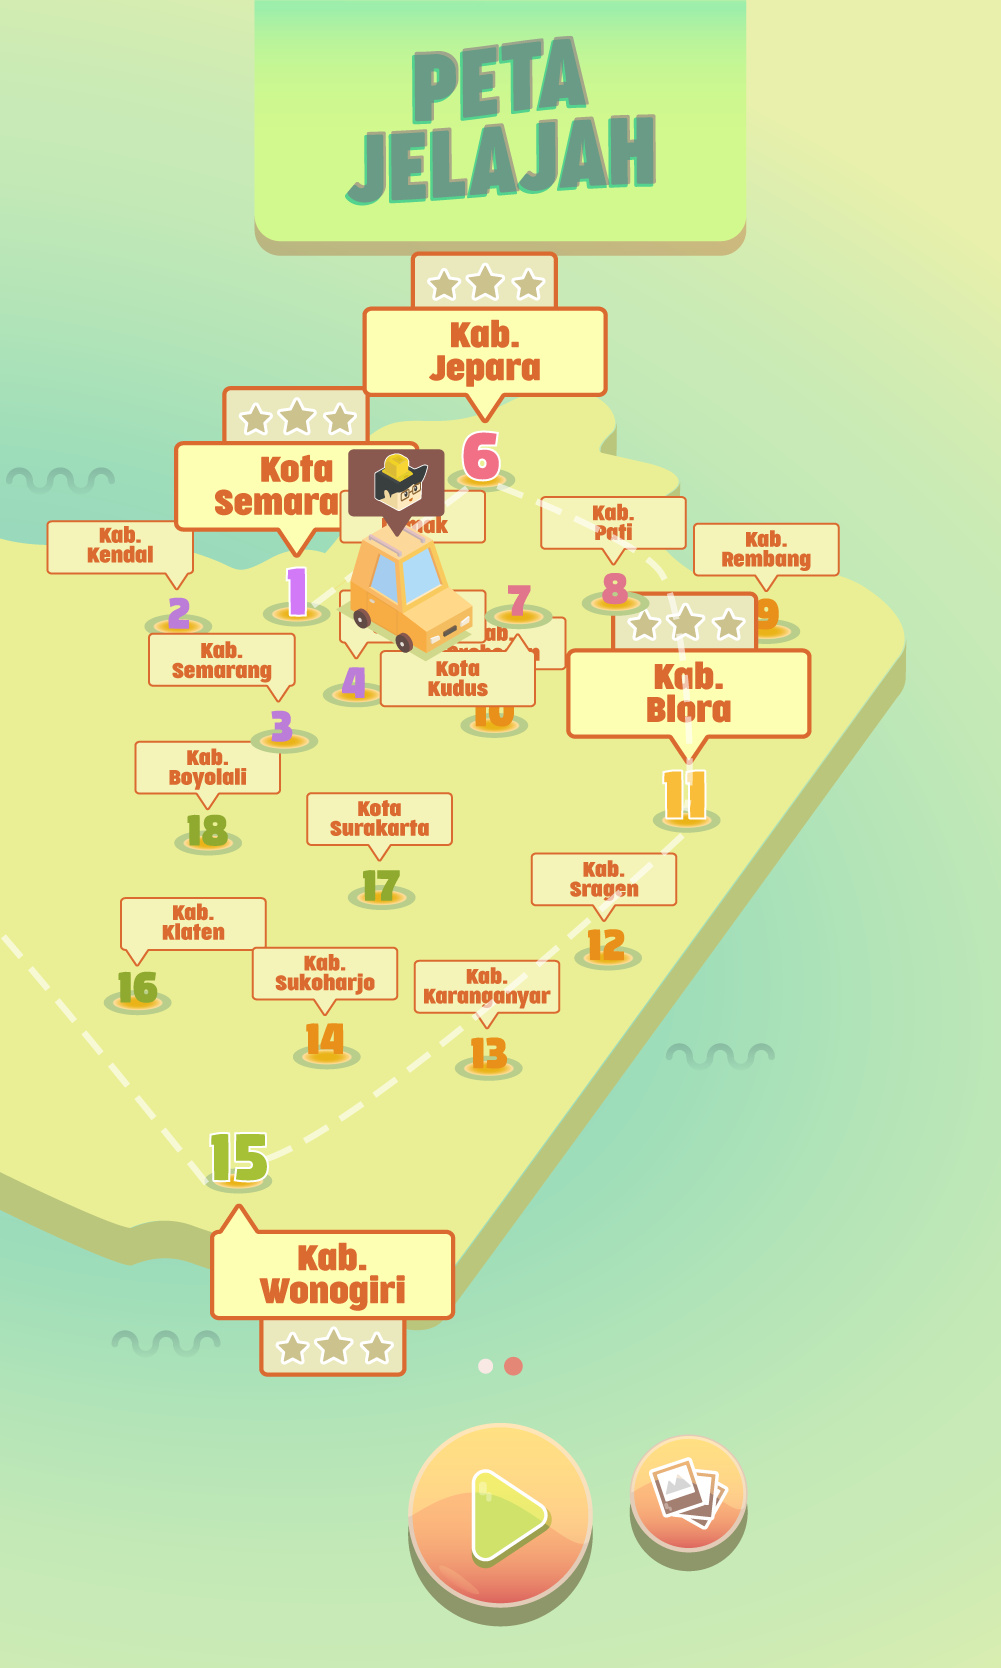 PETA
JELAJAH
Kab.
Jepara
6
Kota
1
Kab.
Kendal
2
Kab.
Pati
8
Kab.
Rembang
9
7
Kab.
Semarang
3
4
Kota
Kudus
10
Kab.
Blora
11
Kab.
Boyolali
18
Kota
Surakarta
17
Kab.
Sragen
12
Kab.
Klaten
16
Kab.
Sukoharjo
14
Kab.
Karanganyar
13
15
Kab.
Wonogiri